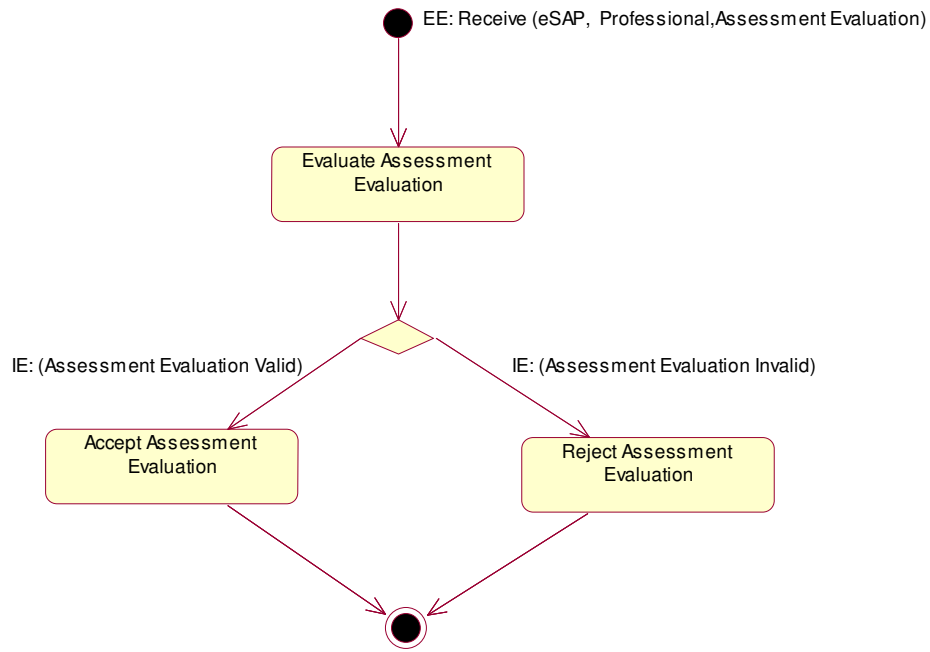 EE: Receive (eSAP, Professional,Assessment Evaluation)
Evaluate Assessment
Evaluation
IE: (Assessment Evaluation Valid)
IE: (Assessment Evaluation Invalid)
Accept Assessment
Evaluation
Reject Assessment
Evaluation